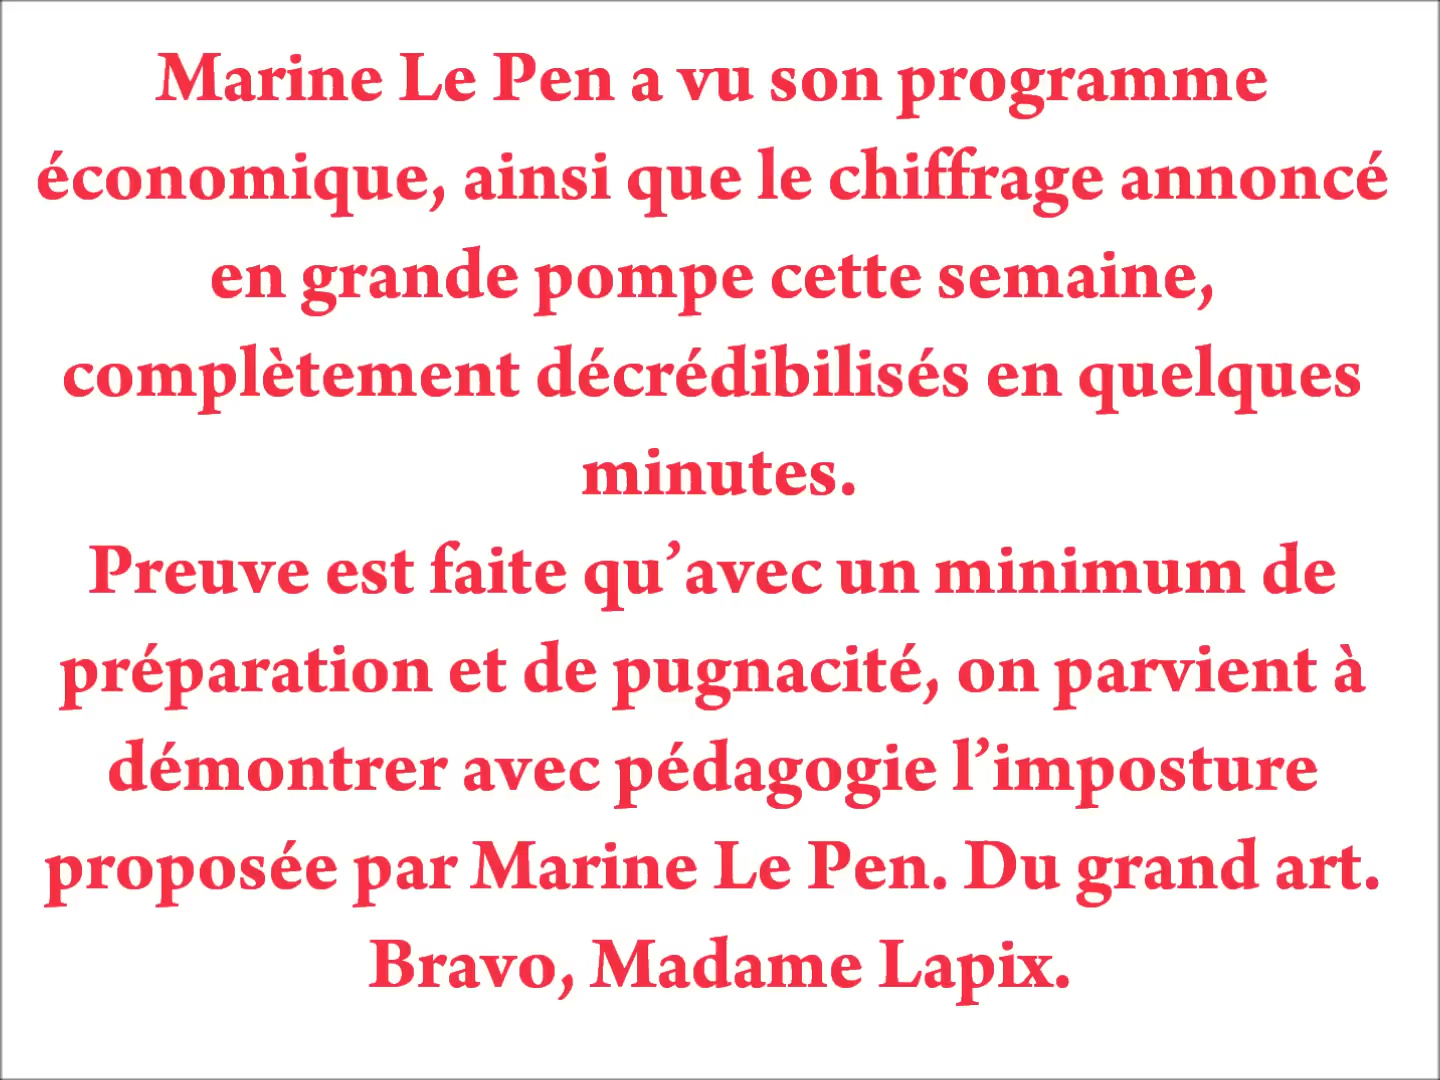 Marine Le Pen a vu son programme
économique, ainsi que le chiffrage annoncé
en grande pompe cette semaine,
complètement décrédibilisés en quelques
minutes.
Preuve est faite qu’avec un minimum de
préparation et de pugnacité, on parvient à
démontrer avec pédagogie l’imposture
proposée par Marine Le Pen. Du grand art.
Bravo, Madame Lapix.